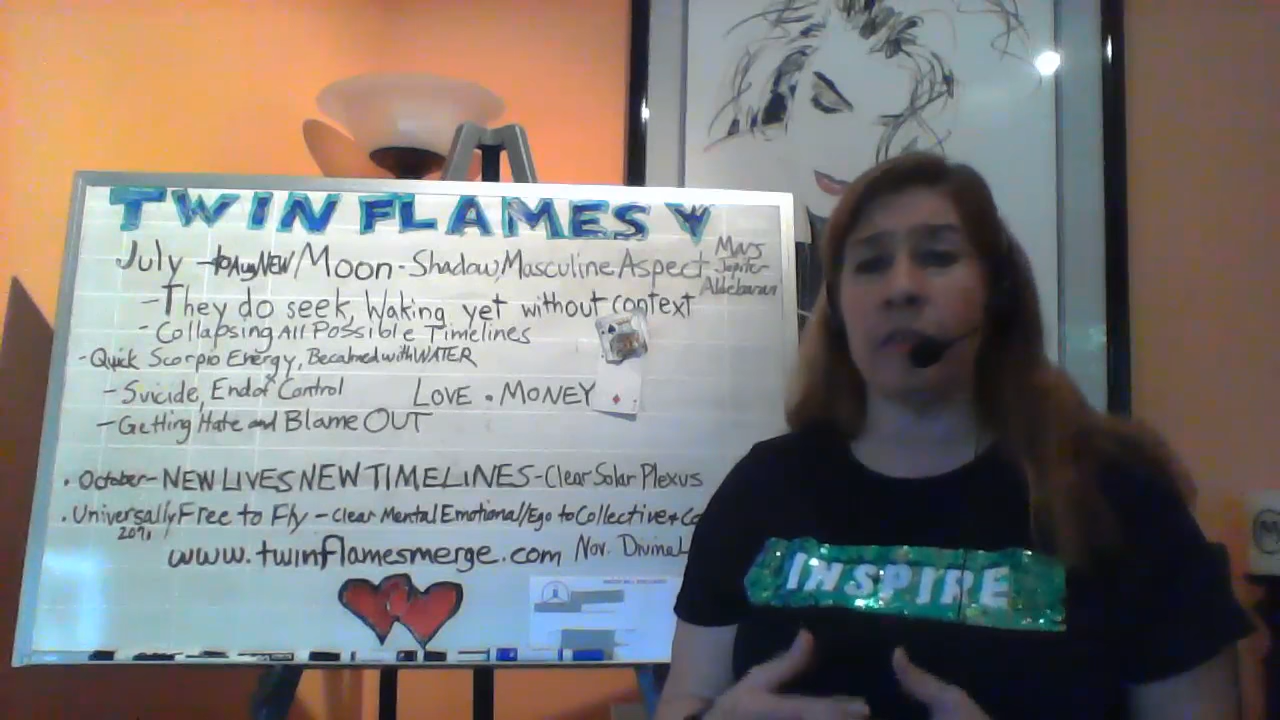 TWIN FLAMES
July to Aug NEW Moon - Shadow, Masculine Aspect
Mars
Jupiter
Aldebaran
- They do seek, Waking yet without context
- Collapsing All Possible Timelines
- Quick Scorpio Energy, Becalmed with WATER
- Suicide, End of Control LOVE . MONEY
- Getting Hate and Blame OUT
. October - NEW LIVES NEW TIMELINES - Clear Solar Plexus
. Universally Free to Fly - Clear Mental Emotional/Ego to Collective +
www.twinflamesmerge.com Nov. Divine
INSPIRE